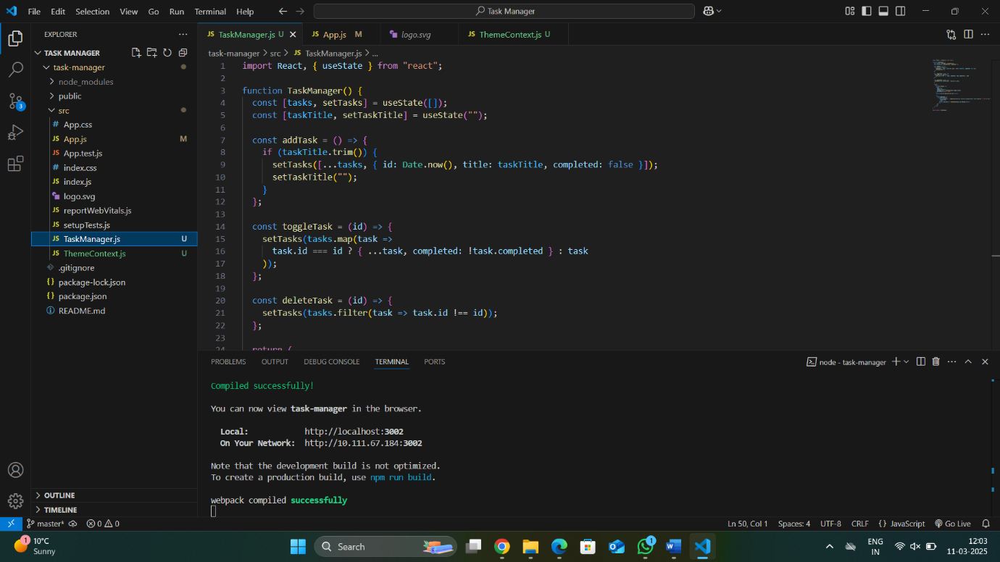 File Edit Selection View Go Run Terminal Help
Task Manager
EXPLORER
TASK MANAGER
task-manager
node_modules
public
src
# App.css
JS App.js M
JS App.test.js
# index.css
JS index.js
logo.svg
JS reportWebVitals.js
JS setupTests.js
JS TaskManager.js U
JS ThemeContext.js U
.gitignore
{} package-lock.json
{} package.json
README.md
OUTLINE
TIMELINE
3
JS TaskManager.js U
JS App.js M
logo.svg
JS ThemeContext.js U
task-manager > src > JS TaskManager.js > ...
1 import React, { useState } from "react";
2
3 function TaskManager() {
4 const [tasks, setTasks] = useState([]);
5 const [taskTitle, setTaskTitle] = useState("");
6
7 const addTask = () => {
8 if (taskTitle.trim()) {
9 setTasks([...tasks, { id: Date.now(), title: taskTitle, completed: false }]);
10 setTaskTitle("");
11 }
12 };
13
14 const toggleTask = (id) => {
15 setTasks(tasks.map(task =>
16 task.id === id ? { ...task, completed: !task.completed } : task
17 ));
18 };
19
20 const deleteTask = (id) => {
21 setTasks(tasks.filter(task => task.id !== id));
22 };
23
24 return (
PROBLEMS OUTPUT DEBUG CONSOLE TERMINAL PORTS
node - task-manager
Compiled successfully!
You can now view task-manager in the browser.
Local: http://localhost:3002
On Your Network: http://10.111.67.184:3002
Note that the development build is not optimized.
To create a production build, use npm run build.
webpack compiled successfully
master* 0 0
Ln 50, Col 1 Spaces: 4 UTF-8 CRLF {} JavaScript Go Live
1
10°C
Sunny
Search
1
ENG
IN
12:03
11-03-2025